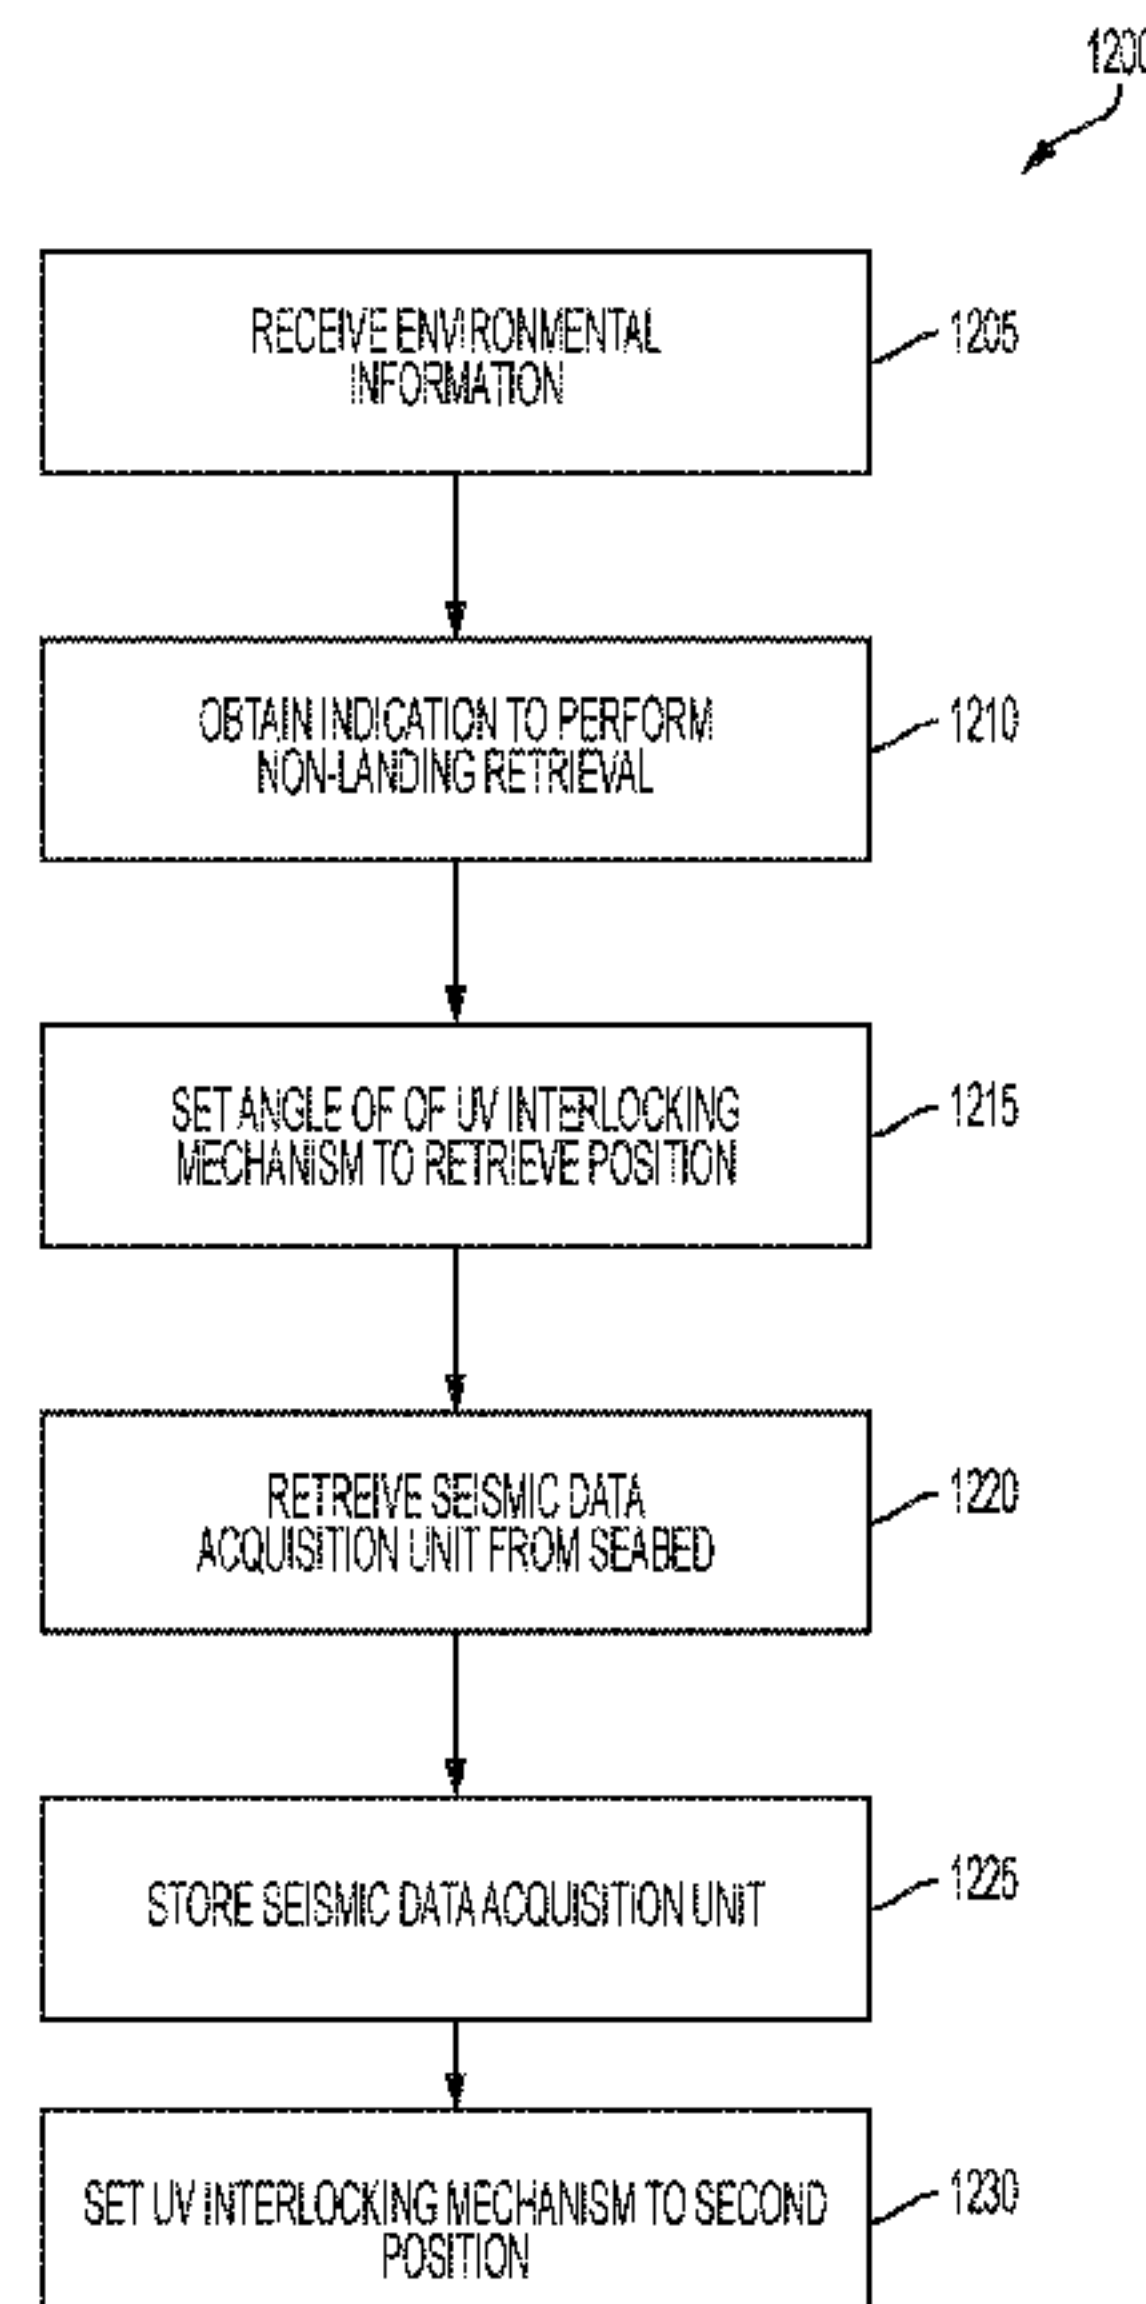 1200
RECEIVE ENVIRONMENTAL
INFORMATION
1205
OBTAIN INDICATION TO PERFORM
NON-LANDING RETRIEVAL
1210
SET ANGLE OF OF UV INTERLOCKING
MECHANISM TO RETRIEVE POSITION
1215
RETREIVE SEISMIC DATA
ACQUISITION UNIT FROM SEABED
1220
STORE SEISMIC DATA ACQUISITION UNIT
1225
SET UV INTERLOCKING MECHANISM TO SECOND
POSITION
1230